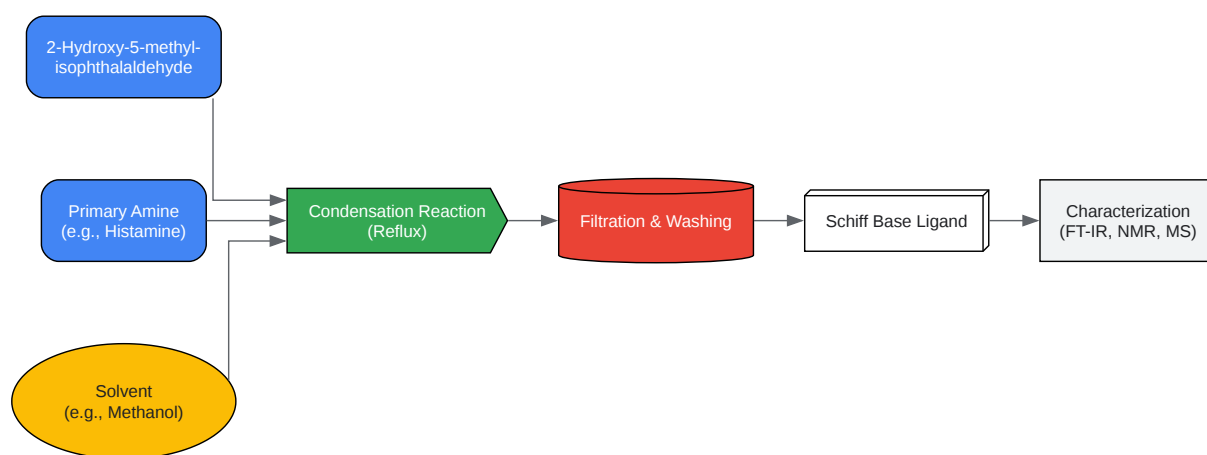 2-Hydroxy-5-methyl-
isophthalaldehyde
Primary Amine
(e.g., Histamine)
Solvent
(e.g., Methanol)
Condensation Reaction
(Reflux)
Filtration & Washing
Schiff Base Ligand
Characterization
(FT-IR, NMR, MS)